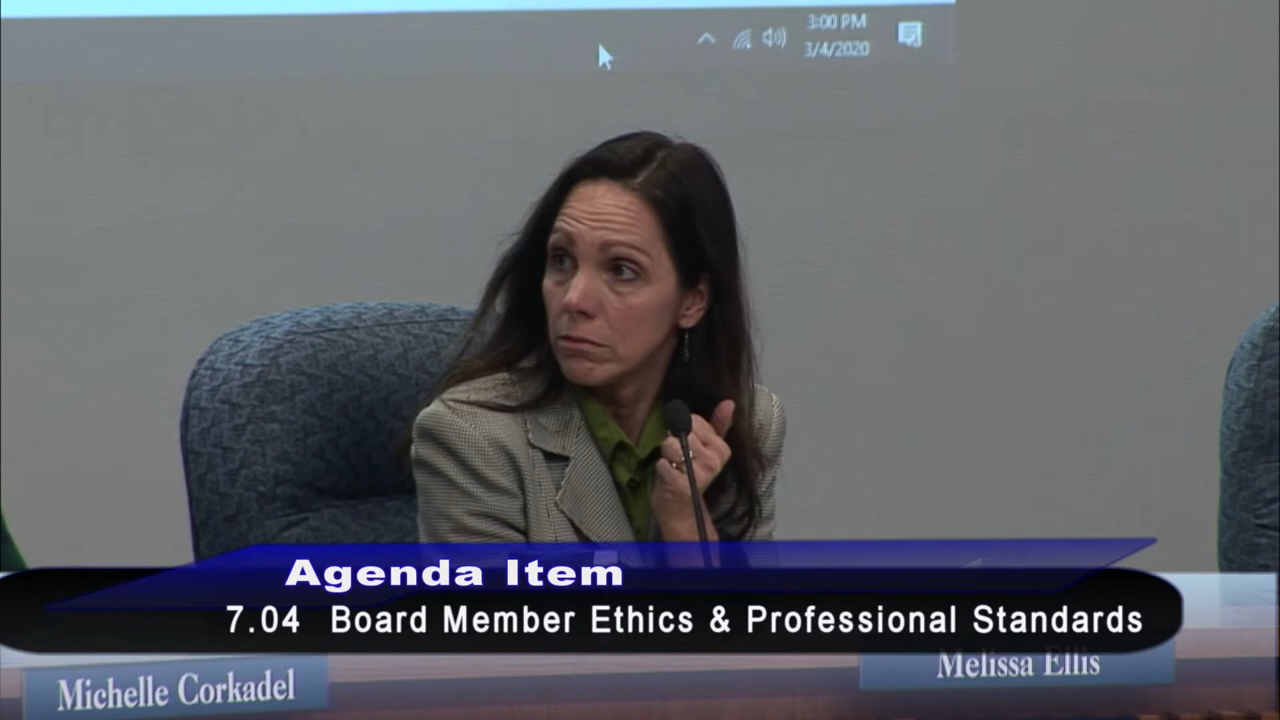 3:00 PM
3/4/2020
Agenda Item
7.04 Board Member Ethics & Professional Standards
Michelle Corkadel
Melissa Ellis